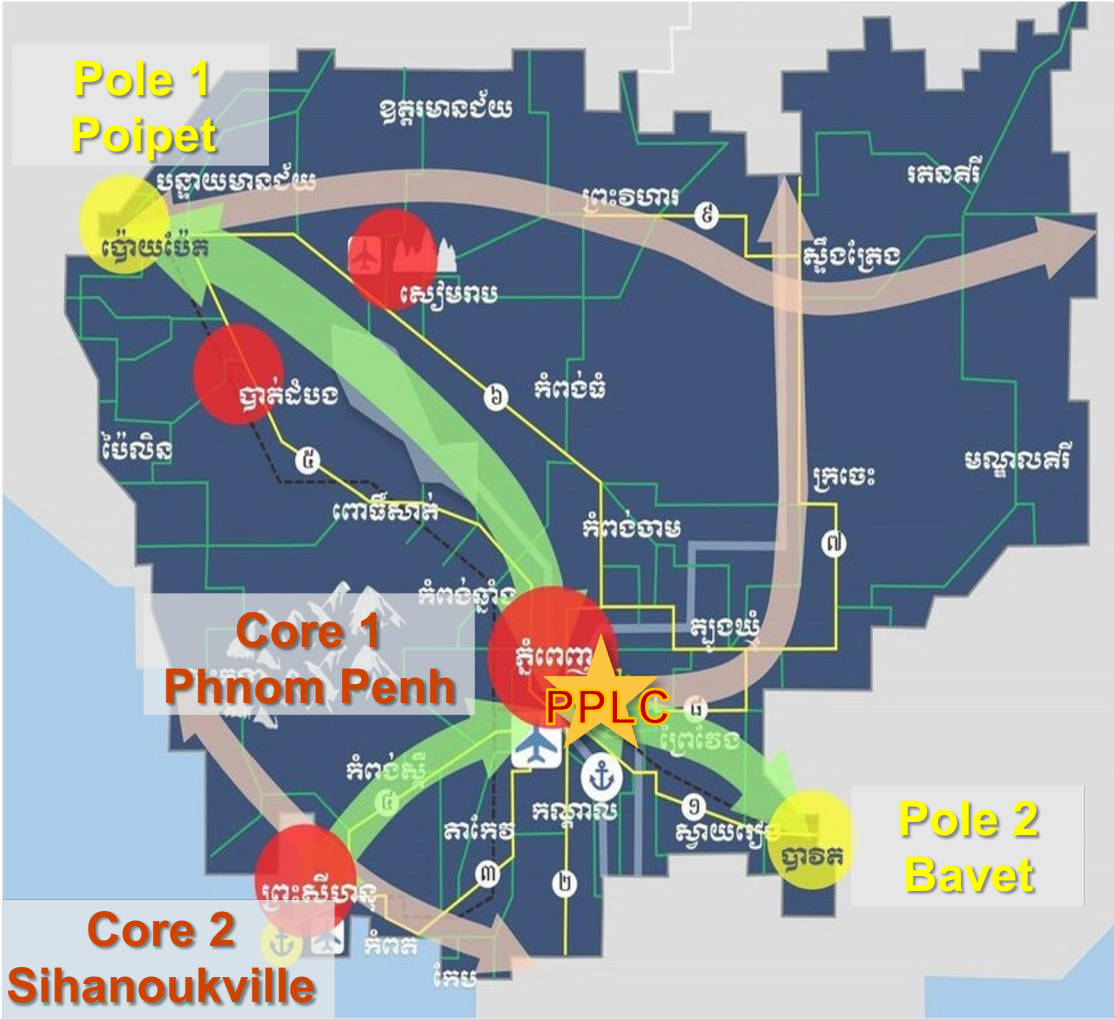 Pole 1
Poipet
ឧត្តរមានជ័យ
បន្ទាយមានជ័យ
រតនគីរី
ព្រះវិហារ
៩
ប៉ោយប៉ែត
ស្ទឹងត្រែង
សៀមរាប
៦
កំពង់ធំ
បាត់ដំបង
ប៉ៃលិន
៥
មណ្ឌលគីរី
ក្រចេះ
ពោធិ៍សាត់
កំពង់ចាម
៧
កំពង់ឆ្នាំង
Core 1
Phnom Penh
ត្បូងឃ្មុំ
ភ្នំពេញ
PPLC
៨
ព្រៃវែង
កំពង់ស្ពឺ
៤
កណ្តាល
១
តាកែវ
ស្វាយរៀង
Pole 2
Bavet
បាវិត
៣
២
ព្រះសីហនុ
Core 2
Sihanoukville
កំពត
កែប